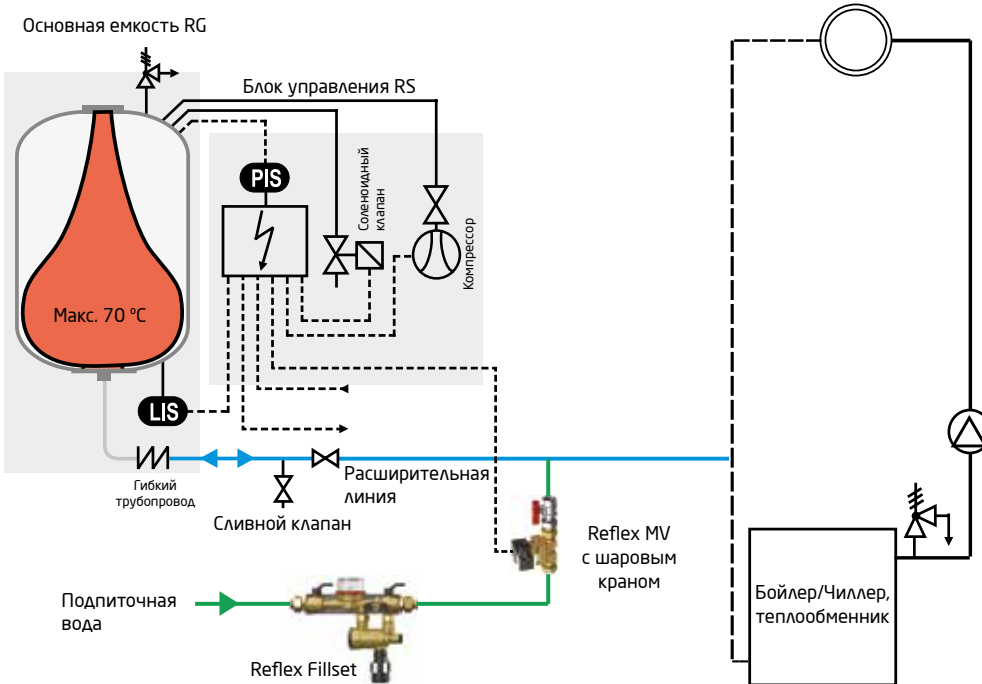 Основная емкость RG
Блок управления RS
PIS
Соленоидный
клапан
Компрессор
Макс. 70 °C
LIS
Гибкий
трубопровод
Расширительная
линия
Сливной клапан
Reflex MV
с шаровым
краном
Подпиточная
вода
Reflex Fillset
Бойлер/Чиллер,
теплообменник